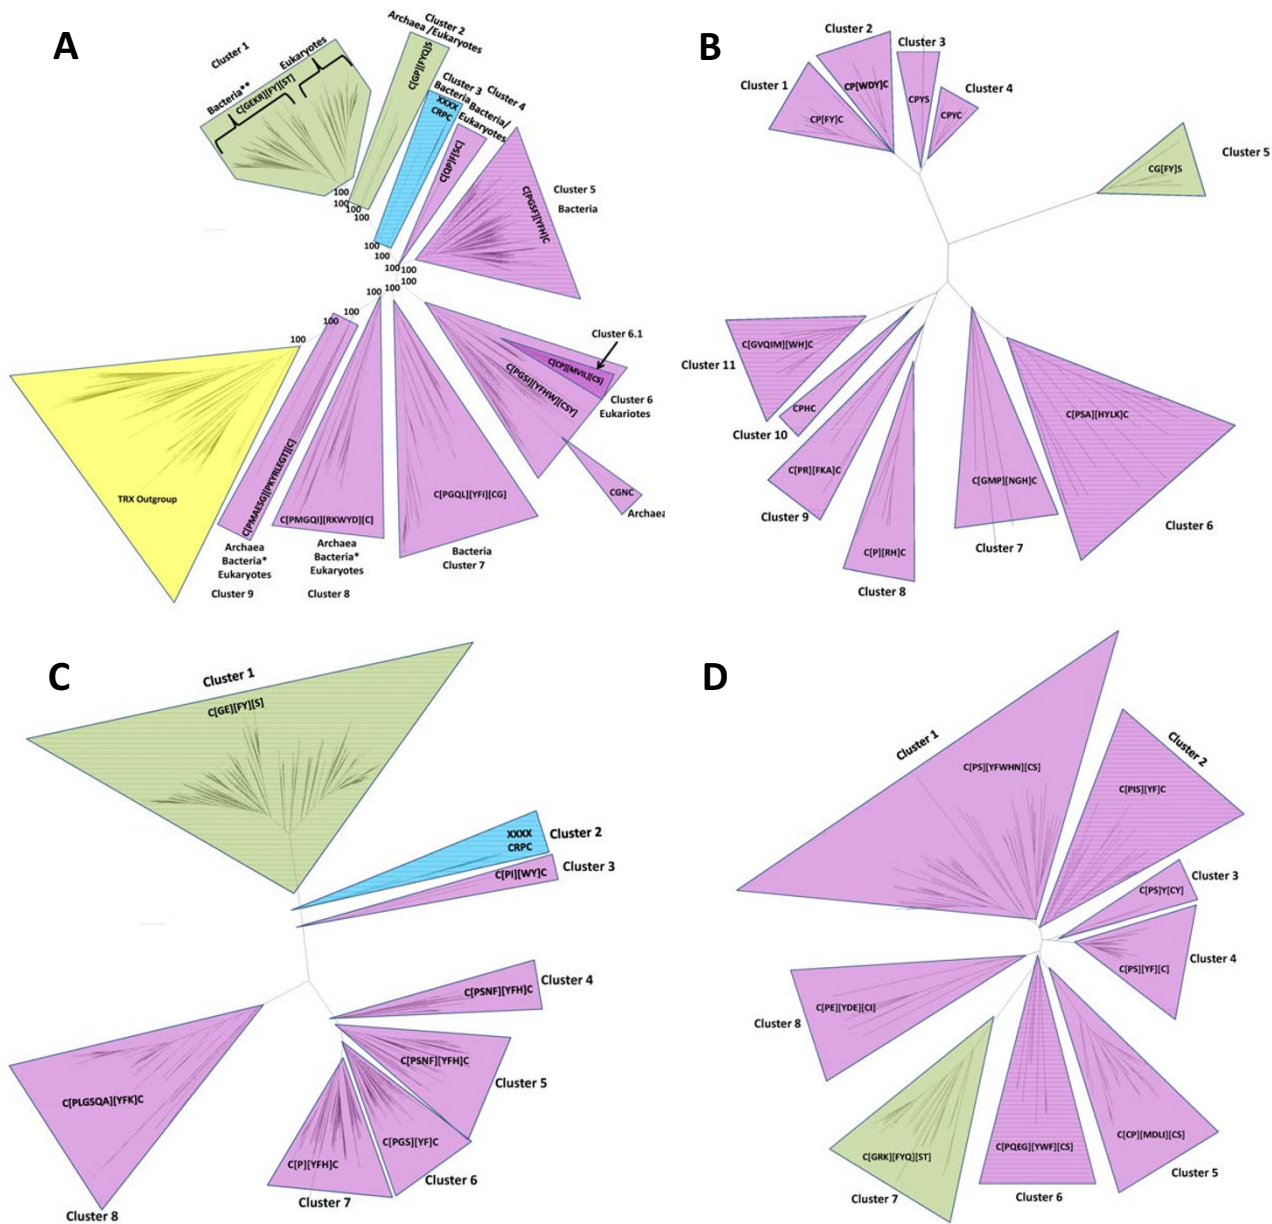 A
Cluster 1
Bacteria**
Eukaryotes
C[GEKR][FY][ST]
Cluster 2
Archaea /Eukaryotes
C[GP][FYQ]S
Cluster 3
Bacteria
XXXX
CRPC
Cluster 4
Bacteria/
Eukaryotes
C[QP]F[SC]
Cluster 5
Bacteria
C[PGSF][YFH]C
100
100
100
100
100
100
100
100
100
100
100
100
100
100
Cluster 6.1
C[CP][MVIL][CS]
C[PGSI][YFHW][CSY]
Cluster 6
Eukariotes
CGNC
Archaea
TRX Outgroup
C[PMAESG][PKYRLEGT][C]
C[PMGQI][RKWYD][C]
C[PGQL][YFI][CG]
Archaea
Bacteria*
Eukaryotes
Cluster 9
Archaea
Bacteria*
Eukaryotes
Cluster 8
Bacteria
Cluster 7
B
Cluster 1
CP[FY]C
Cluster 2
CP[WDY]C
Cluster 3
CPYS
Cluster 4
CPYC
Cluster 5
CG[FY]S
Cluster 11
C[GVQIM][WH]C
Cluster 10
CPHC
Cluster 9
C[PR][FKA]C
Cluster 8
C[P][RH]C
Cluster 7
C[GMP][NGH]C
Cluster 6
C[PSA][HYLK]C
C
Cluster 1
C[GE][FY][S]
XXXX
CRPC
Cluster 2
C[PI][WY]C
Cluster 3
C[PSNF][YFH]C
Cluster 4
C[PSNF][YFH]C
Cluster 5
C[PGS][YF]C
Cluster 6
C[P][YFH]C
Cluster 7
C[PLGSQA][YFK]C
Cluster 8
D
Cluster 1
C[PS][YFWHN][CS]
Cluster 2
C[PIS][YF]C
Cluster 3
C[PS]Y[CY]
Cluster 4
C[PS][YF][C]
Cluster 8
C[PE][YDE][CI]
C[GRK][FYQ][ST]
Cluster 7
C[PQEG][YWF][CS]
Cluster 6
C[CP][MDLI][CS]
Cluster 5